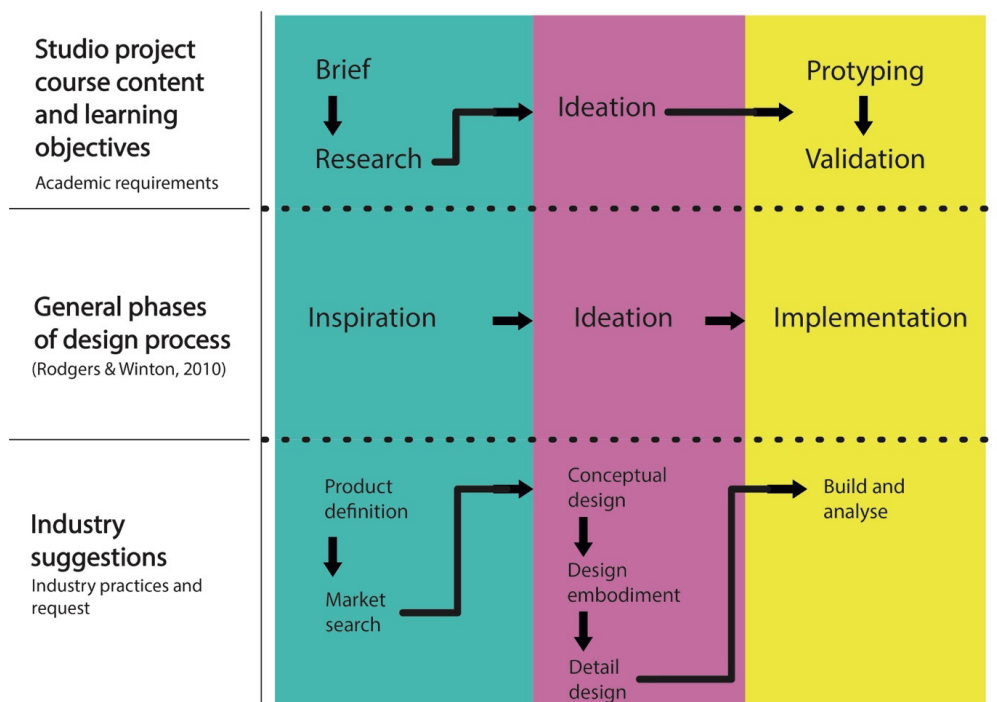 Studio project
course content
and learning
objectives
Academic requirements
Brief
Research
Ideation
Protyping
Validation
General phases
of design process
(Rodgers & Winton, 2010)
Inspiration
Ideation
Implementation
Industry
suggestions
Industry practices and
request
Product
definition
Market
search
Conceptual
design
Design
embodiment
Detail
design
Build and
analyse